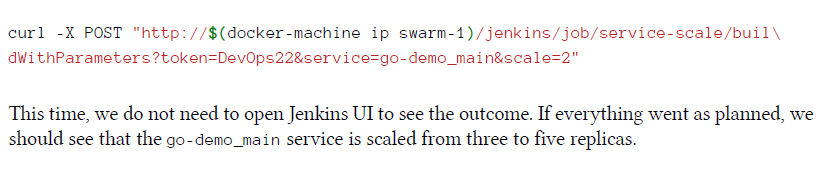 curl -X POST "http://$(docker-machine ip swarm-1)/jenkins/job/service-scale/buil\
dWithParameters?token=DevOps22&service=go-demo_main&scale=2"
This time, we do not need to open Jenkins UI to see the outcome. If everything went as planned, we
should see that the go-demo_main service is scaled from three to five replicas.